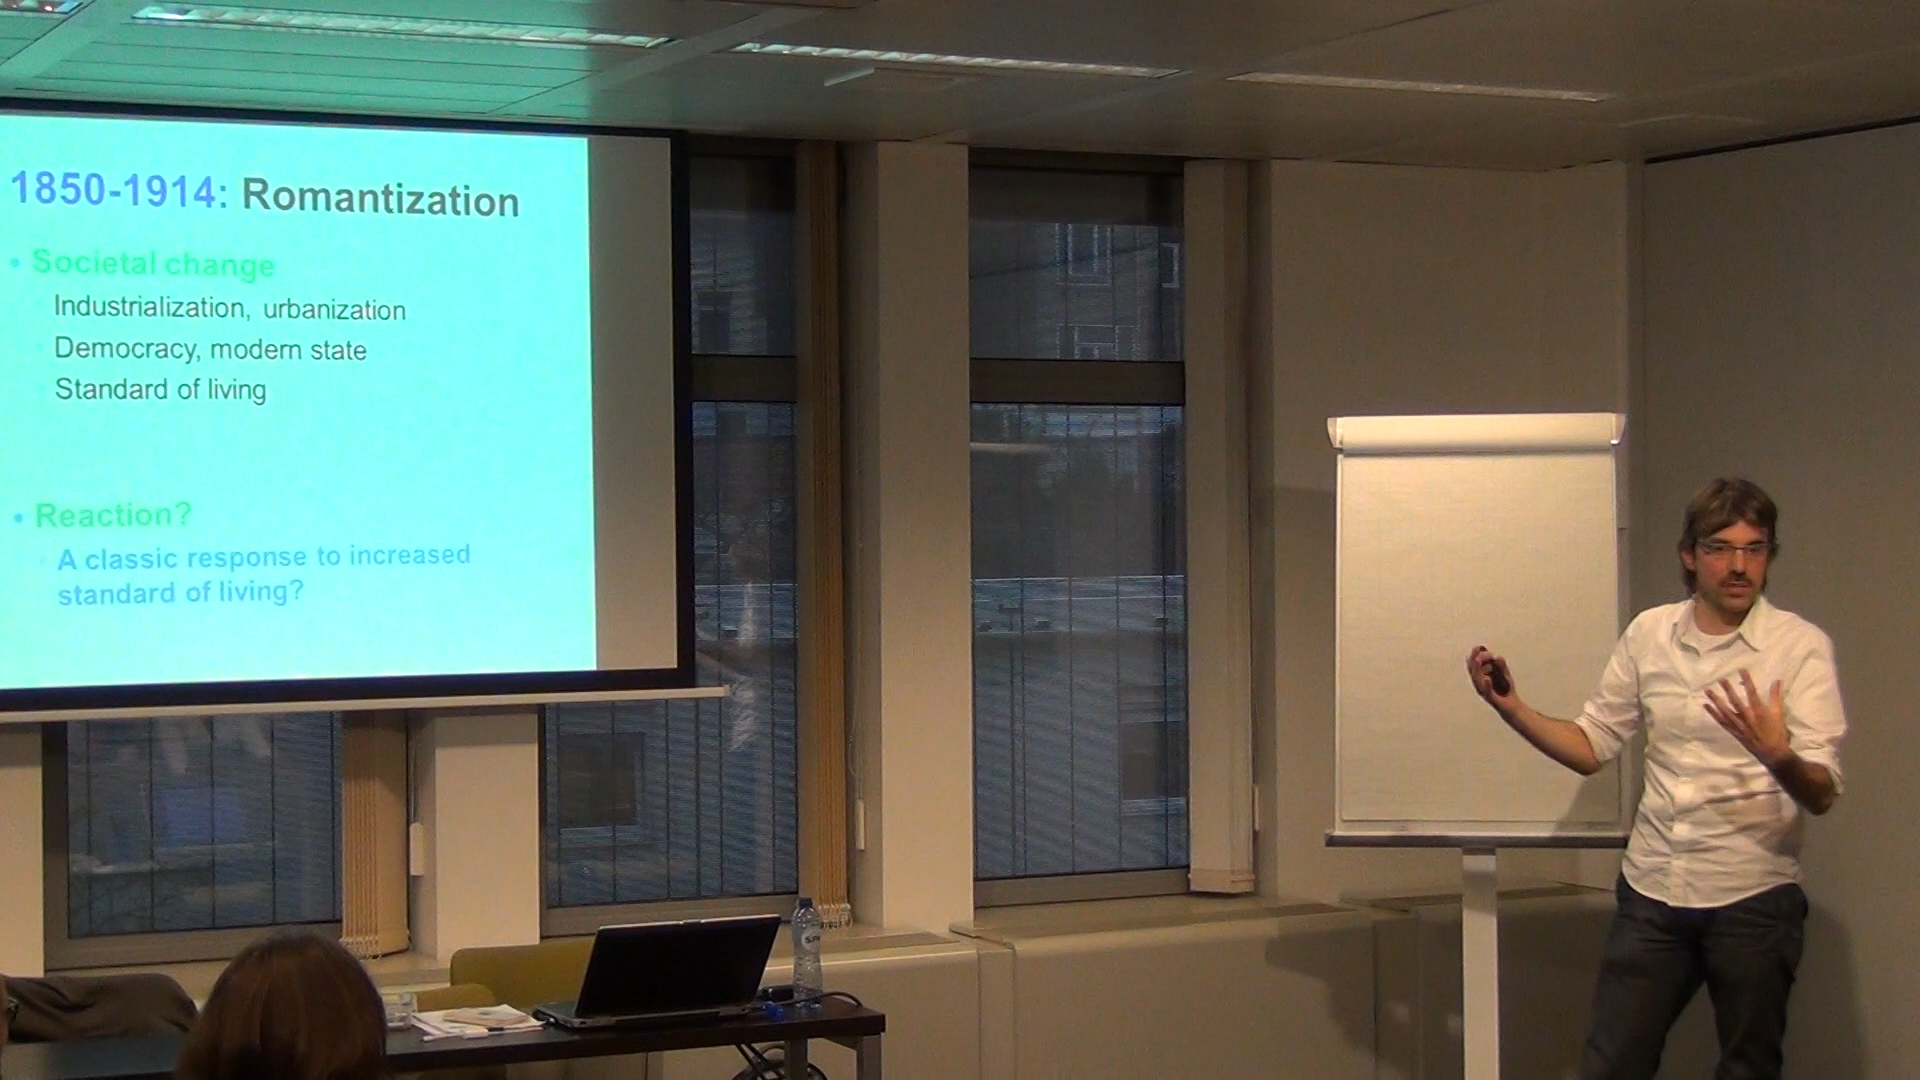 1850-1914: Romantization
• Societal change
Industrialization, urbanization
Democracy, modern state
Standard of living
• Reaction?
A classic response to increased
standard of living?